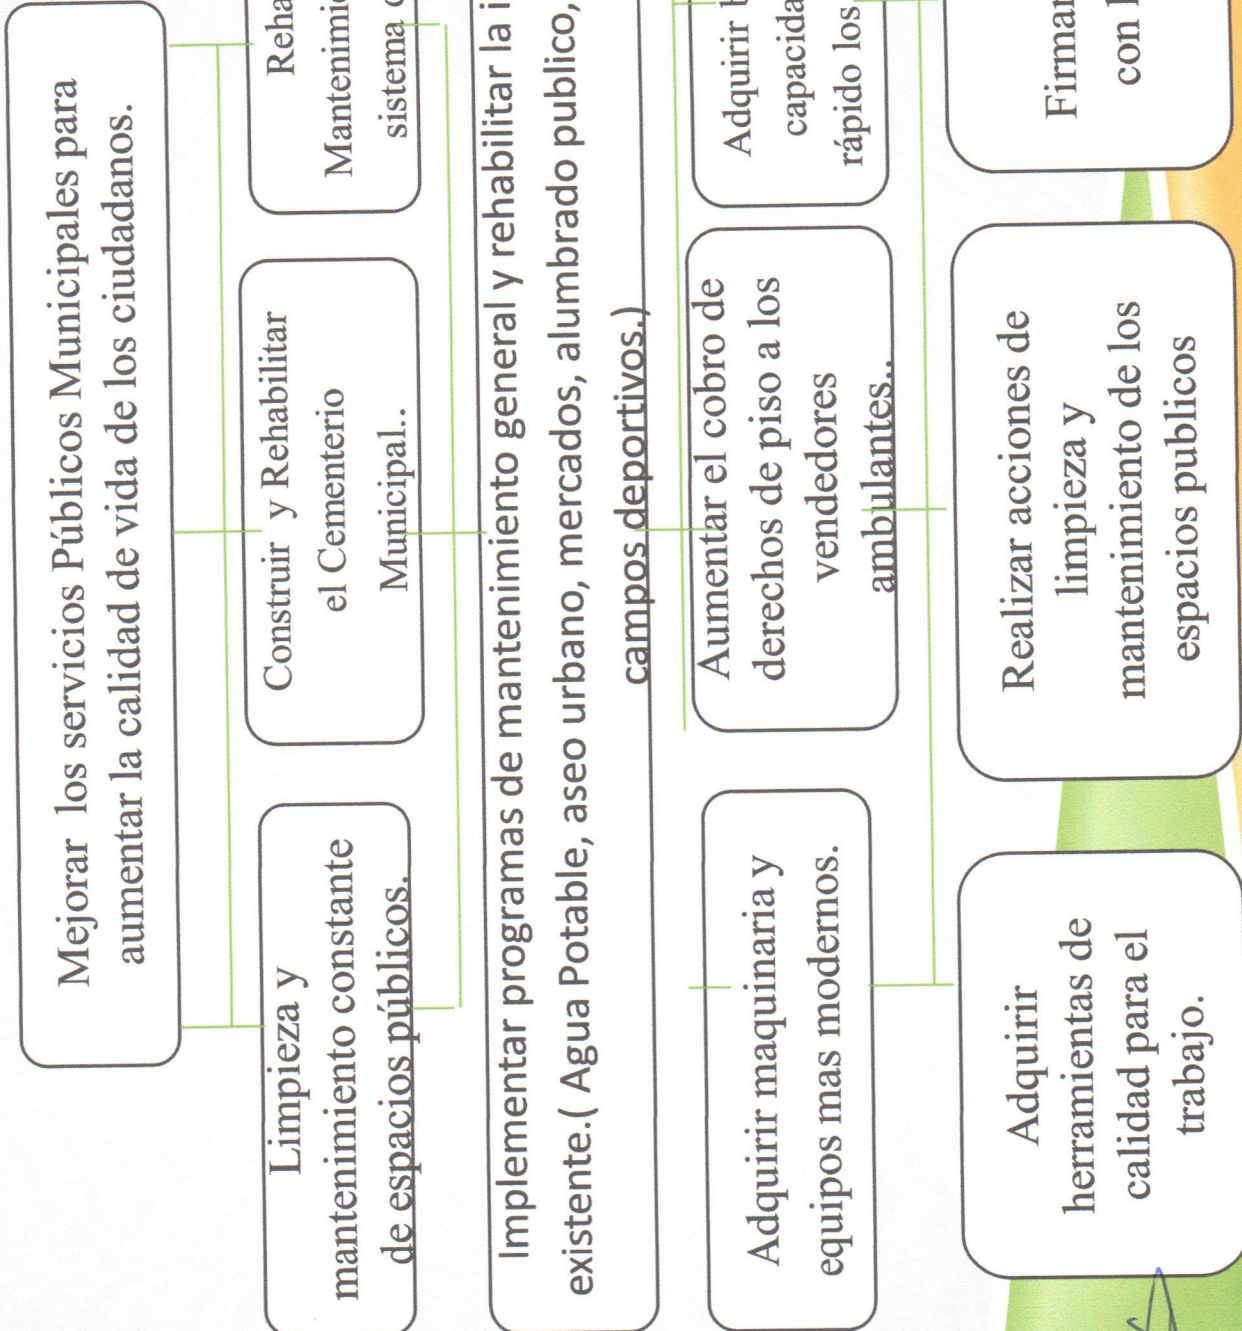 Mejorar los servicios Públicos Municipales para
aumentar la calidad de vida de los ciudadanos.
Limpieza y
mantenimiento constante
de espacios públicos.
Construir y Rehabilitar
el Cementerio
Municipal..
sistema
Implementar programas de mantenimiento general y rehabilitar la
existente.( Agua Potable, aseo urbano, mercados, alumbrado publico,
campos deportivos.)
Adquirir maquinaria y
equipos mas modernos.
Aumentar el cobro de
derechos de piso a los
vendedores
ambulantes..
Adquirir
rápido los
Adquirir
herramientas de
calidad para el
trabajo.
Realizar acciones de
limpieza y
mantenimiento de los
espacios publicos
con